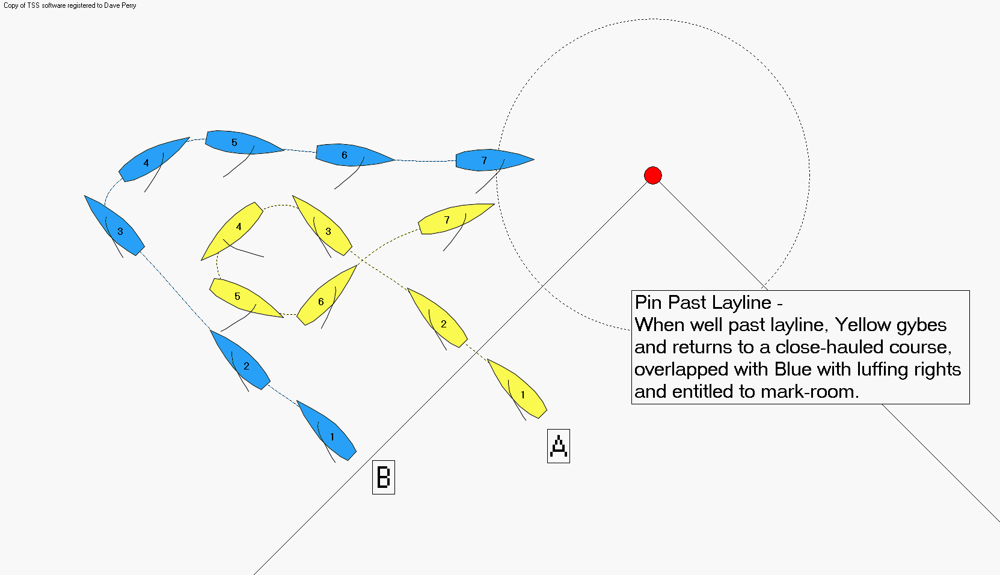 Copy of TSS software registered to Dave Perry
5
6
7
4
3
7
4
3
5
6
2
2
1
1
A
B
Pin Past Layline -
When well past layline, Yellow gybes
and returns to a close-hauled course,
overlapped with Blue with luffing rights
and entitled to mark-room.